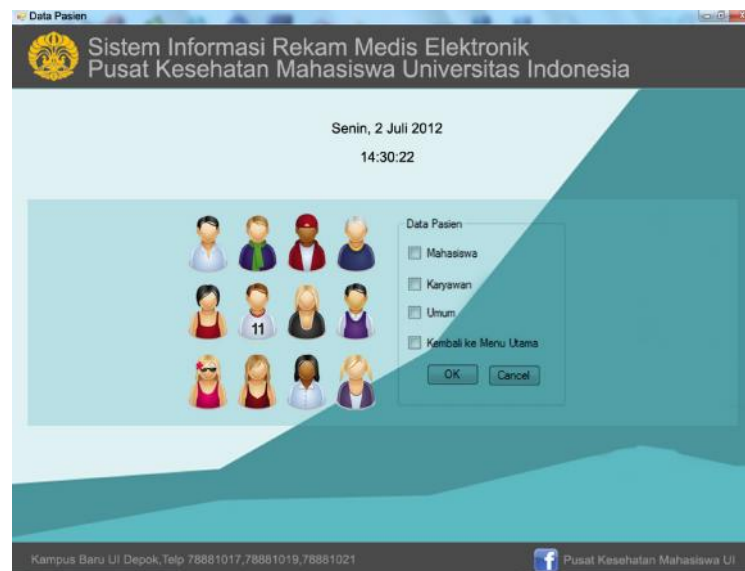 Data Pasien
Sistem Informasi Rekam Medis Elektronik
Pusat Kesehatan Mahasiswa Universitas Indonesia
Senin, 2 Juli 2012
14:30:22
Data Pasien
Mahasiswa
Karyawan
Umum
Kembali ke Menu Utama
OK Cancel
11
Kampus Baru UI Depok,Telp 78881017,78881019,78881021
Pusat Kesehatan Mahasiswa UI